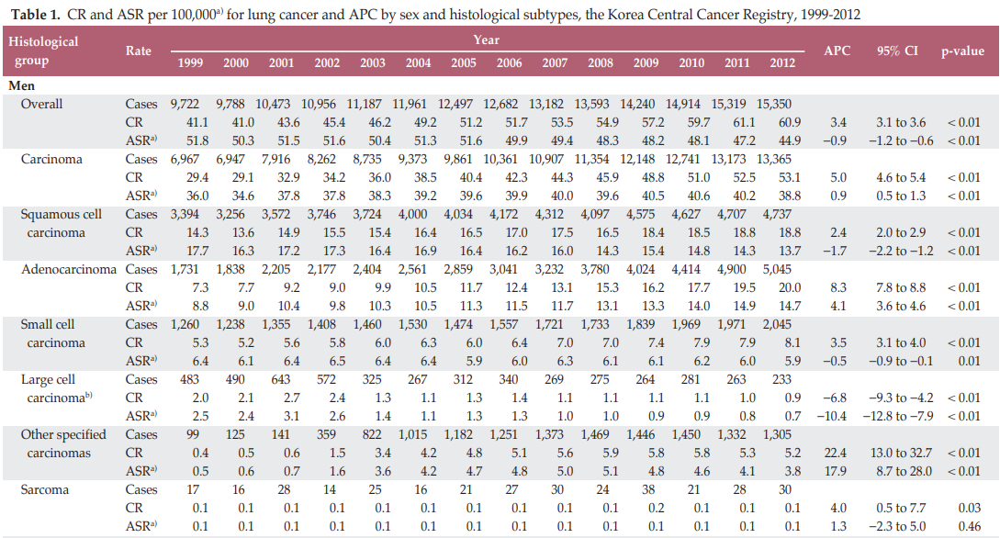 Table 1. CR and ASR per 100,000a) for lung cancer and APC by sex and histological subtypes, the Korea Central Cancer Registry, 1999-2012
Histological group Rate Year APC 95% CI p-value
1999 2000 2001 2002 2003 2004 2005 2006 2007 2008 2009 2010 2011 2012
Men
Overall Cases 9,722 9,788 10,473 10,956 11,187 11,961 12,497 12,682 13,182 13,593 14,240 14,914 15,319 15,350
CR 41.1 41.0 43.6 45.4 46.2 49.2 51.2 51.7 53.5 54.9 57.2 59.7 61.1 60.9 3.4 3.1 to 3.6 < 0.01
ASRa) 51.8 50.3 51.5 51.6 50.4 51.3 51.6 49.9 49.4 48.3 48.2 48.1 47.2 44.9 −0.9 −1.2 to −0.6 < 0.01
Carcinoma Cases 6,967 6,947 7,916 8,262 8,735 9,373 9,861 10,361 10,907 11,354 12,148 12,741 13,173 13,365
CR 29.4 29.1 32.9 34.2 36.0 38.5 40.4 42.3 44.3 45.9 48.8 51.0 52.5 53.1 5.0 4.6 to 5.4 < 0.01
ASRa) 36.0 34.6 37.8 37.8 38.3 39.2 39.6 39.9 40.0 39.6 40.5 40.6 40.2 38.8 0.9 0.5 to 1.3 < 0.01
Squamous cell Cases 3,394 3,256 3,572 3,746 3,724 4,000 4,034 4,172 4,312 4,097 4,575 4,627 4,707 4,737
carcinoma CR 14.3 13.6 14.9 15.5 15.4 16.4 16.5 17.0 17.5 16.5 18.4 18.5 18.8 18.8 2.4 2.0 to 2.9 < 0.01
ASRa) 17.7 16.3 17.2 17.3 16.4 16.9 16.4 16.2 16.0 14.3 15.4 14.8 14.3 13.7 −1.7 −2.2 to −1.2 < 0.01
Adenocarcinoma Cases 1,731 1,838 2,205 2,177 2,404 2,561 2,859 3,041 3,232 3,780 4,024 4,414 4,900 5,045
CR 7.3 7.7 9.2 9.0 9.9 10.5 11.7 12.4 13.1 15.3 16.2 17.7 19.5 20.0 8.3 7.8 to 8.8 < 0.01
ASRa) 8.8 9.0 10.4 9.8 10.3 10.5 11.3 11.5 11.7 13.1 13.3 14.0 14.9 14.7 4.1 3.6 to 4.6 < 0.01
Small cell Cases 1,260 1,238 1,355 1,408 1,460 1,530 1,474 1,557 1,721 1,733 1,839 1,969 1,971 2,045
carcinoma CR 5.3 5.2 5.6 5.8 6.0 6.3 6.0 6.4 7.0 7.0 7.4 7.9 7.9 8.1 3.5 3.1 to 4.0 < 0.01
ASRa) 6.4 6.1 6.4 6.5 6.4 6.4 5.9 6.0 6.3 6.1 6.1 6.2 6.0 5.9 −0.5 −0.9 to −0.1 0.01
Large cell Cases 483 490 643 572 325 267 312 340 269 275 264 281 263 233
carcinomab) CR 2.0 2.1 2.7 2.4 1.3 1.1 1.3 1.4 1.1 1.1 1.1 1.1 1.0 0.9 −6.8 −9.3 to −4.2 < 0.01
ASRa) 2.5 2.4 3.1 2.6 1.4 1.1 1.3 1.3 1.0 1.0 0.9 0.9 0.8 0.7 −10.4 −12.8 to −7.9 < 0.01
Other specified Cases 99 125 141 359 822 1,015 1,182 1,251 1,373 1,469 1,446 1,450 1,332 1,305
carcinomas CR 0.4 0.5 0.6 1.5 3.4 4.2 4.8 5.1 5.6 5.9 5.8 5.8 5.3 5.2 22.4 13.0 to 32.7 < 0.01
ASRa) 0.5 0.6 0.7 1.6 3.6 4.2 4.7 4.8 5.0 5.1 4.8 4.6 4.1 3.8 17.9 8.7 to 28.0 < 0.01
Sarcoma Cases 17 16 28 14 25 16 21 27 30 24 38 21 28 30
CR 0.1 0.1 0.1 0.1 0.1 0.1 0.1 0.1 0.1 0.1 0.2 0.1 0.1 0.1 4.0 0.5 to 7.7 0.03
ASRa) 0.1 0.1 0.1 0.1 0.1 0.1 0.1 0.1 0.1 0.1 0.1 0.1 0.1 0.1 1.3 −2.3 to 5.0 0.46